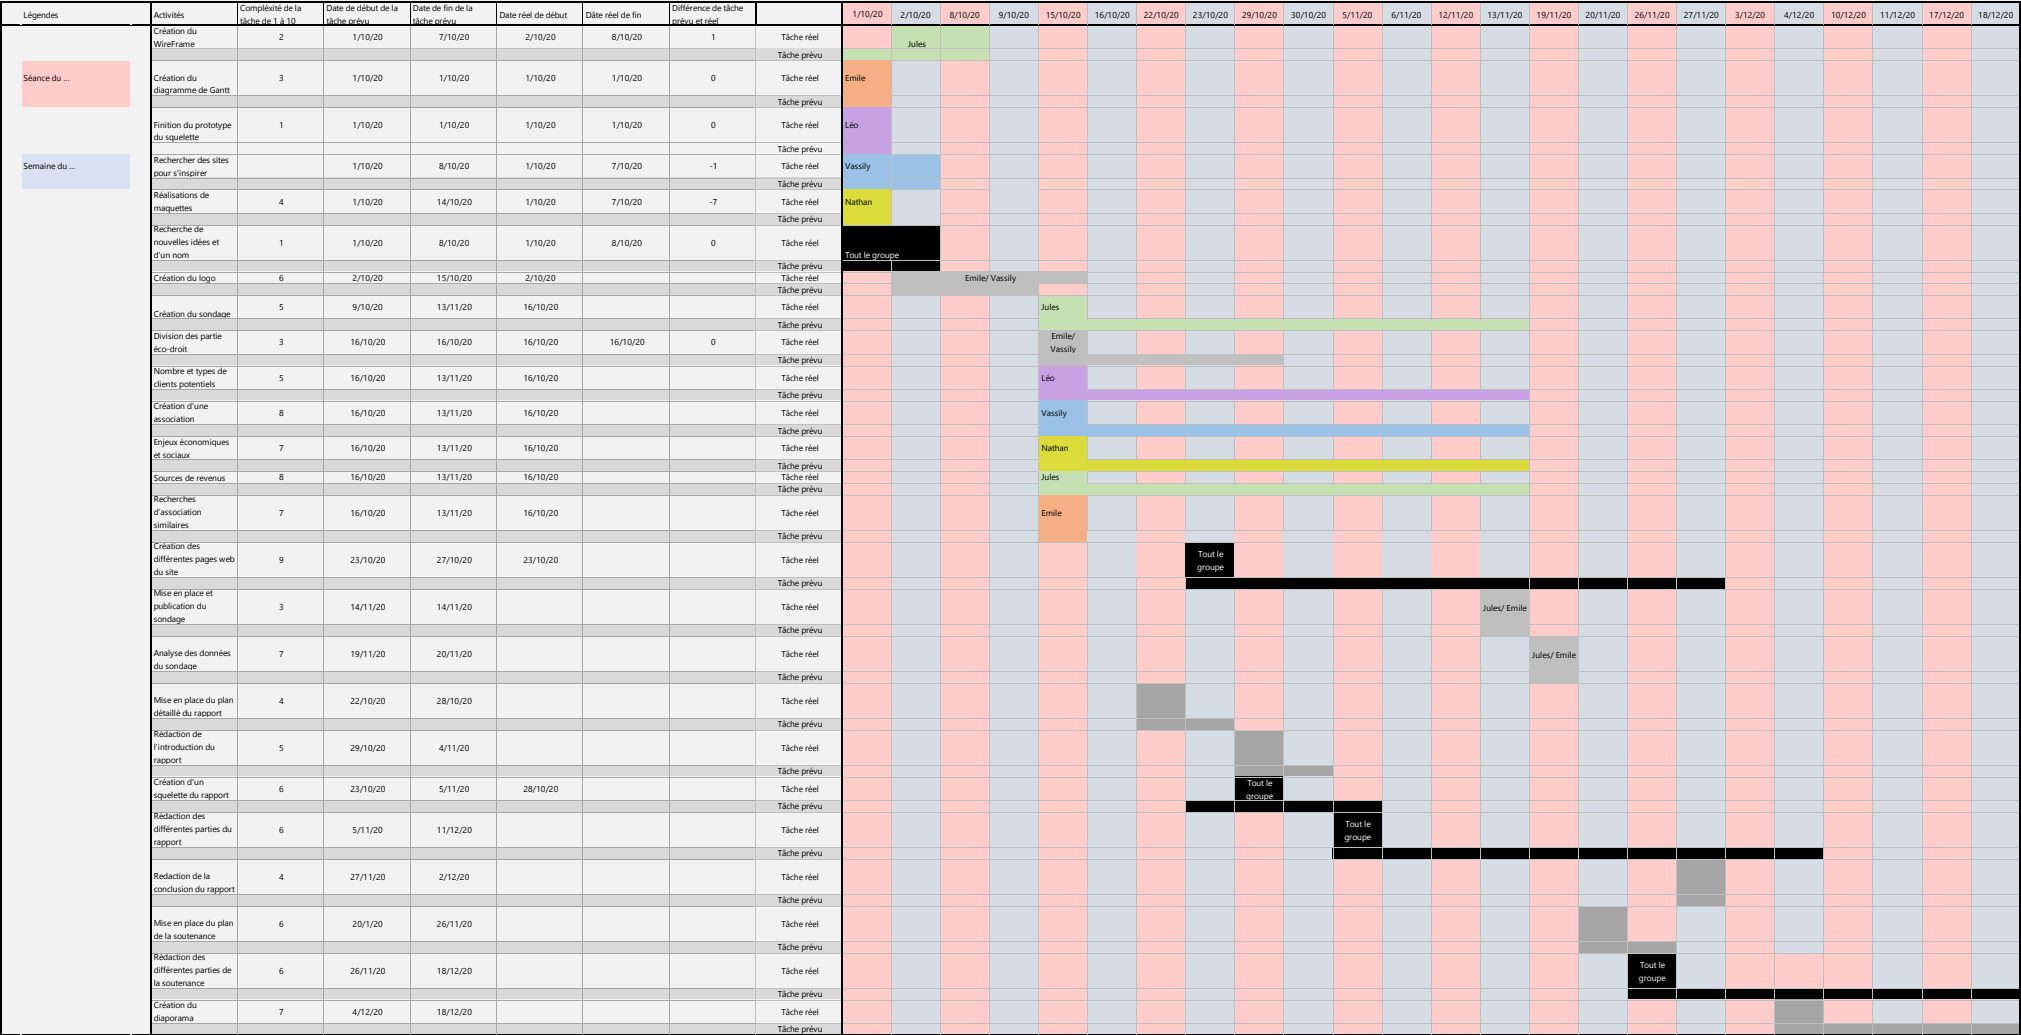 Légendes
Activités
Compléxité de la
tâche de 1 à 10
Date de début de la
tâche prévu
Date de fin de la
tâche prévu
Date réel de début
Dâte réel de fin
Différence de tâche
prévu et réel
1/10/20 2/10/20 8/10/20 9/10/20 15/10/20 16/10/20 22/10/20 23/10/20 29/10/20 30/10/20 5/11/20 6/11/20 12/11/20 13/11/20 19/11/20 20/11/20 26/11/20 27/11/20 3/12/20 4/12/20 10/12/20 11/12/20 17/12/20 18/12/20
Séance du ...
Semaine du ...
Création du
WireFrame
2 1/10/20 7/10/20 2/10/20 8/10/20 1 Tâche réel
Jules
Tâche prévu
Création du
diagramme de Gantt
3 1/10/20 1/10/20 1/10/20 1/10/20 0 Tâche réel
Emile
Tâche prévu
Finition du prototype
du squelette
1 1/10/20 1/10/20 1/10/20 1/10/20 0 Tâche réel
Léo
Tâche prévu
Rechercher des sites
pour s'inspirer
1/10/20 8/10/20 1/10/20 7/10/20 -1 Tâche réel
Vassily
Tâche prévu
Réalisations de
maquettes
4 1/10/20 14/10/20 1/10/20 7/10/20 -7 Tâche réel
Nathan
Tâche prévu
Recherche de
nouvelles idées et
d'un nom
1 1/10/20 8/10/20 1/10/20 8/10/20 0 Tâche réel
Tout le groupe
Tâche prévu
Création du logo
6 2/10/20 15/10/20 2/10/20 Tâche réel
Emile/ Vassily
Tâche prévu
Création du sondage
5 9/10/20 13/11/20 16/10/20 Tâche réel
Jules
Tâche prévu
Division des partie
éco-droit
3 16/10/20 16/10/20 16/10/20 16/10/20 0 Tâche réel
Emile/
Vassily
Tâche prévu
Nombre et types de
clients potentiels
5 16/10/20 13/11/20 16/10/20 Tâche réel
Léo
Tâche prévu
Création d'une
association
8 16/10/20 13/11/20 16/10/20 Tâche réel
Vassily
Tâche prévu
Enjeux économiques
et sociaux
7 16/10/20 13/11/20 16/10/20 Tâche réel
Nathan
Tâche prévu
Sources de revenus
8 16/10/20 13/11/20 16/10/20 Tâche réel
Jules
Tâche prévu
Recherches
d'association
similaires
7 16/10/20 13/11/20 16/10/20 Tâche réel
Emile
Tâche prévu
Création des
différentes pages web
du site
9 23/10/20 27/10/20 23/10/20 Tâche réel
Tout le
groupe
Tâche prévu
Mise en place et
publication du
sondage
3 14/11/20 14/11/20 Tâche réel
Jules/ Emile
Tâche prévu
Analyse des données
du sondage
7 19/11/20 20/11/20 Tâche réel
Jules/ Emile
Tâche prévu
Mise en place du plan
détaillé du rapport
4 22/10/20 28/10/20 Tâche réel
Tâche prévu
Rédaction de
l'introduction du
rapport
5 29/10/20 4/11/20 Tâche réel
Tâche prévu
Création d'un
squelette du rapport
6 23/10/20 5/11/20 28/10/20 Tâche réel
Tout le
groupe
Tâche prévu
Rédaction des
différentes parties du
rapport
6 5/11/20 11/12/20 Tâche réel
Tout le
groupe
Tâche prévu
Redaction de la
conclusion du rapport
4 27/11/20 2/12/20 Tâche réel
Tâche prévu
Mise en place du plan
de la soutenance
6 20/1/20 26/11/20 Tâche réel
Tâche prévu
Rédaction des
différentes parties de
la soutenance
6 26/11/20 18/12/20 Tâche réel
Tout le
groupe
Tâche prévu
Création du
diaporama
7 4/12/20 18/12/20 Tâche réel
Tâche prévu